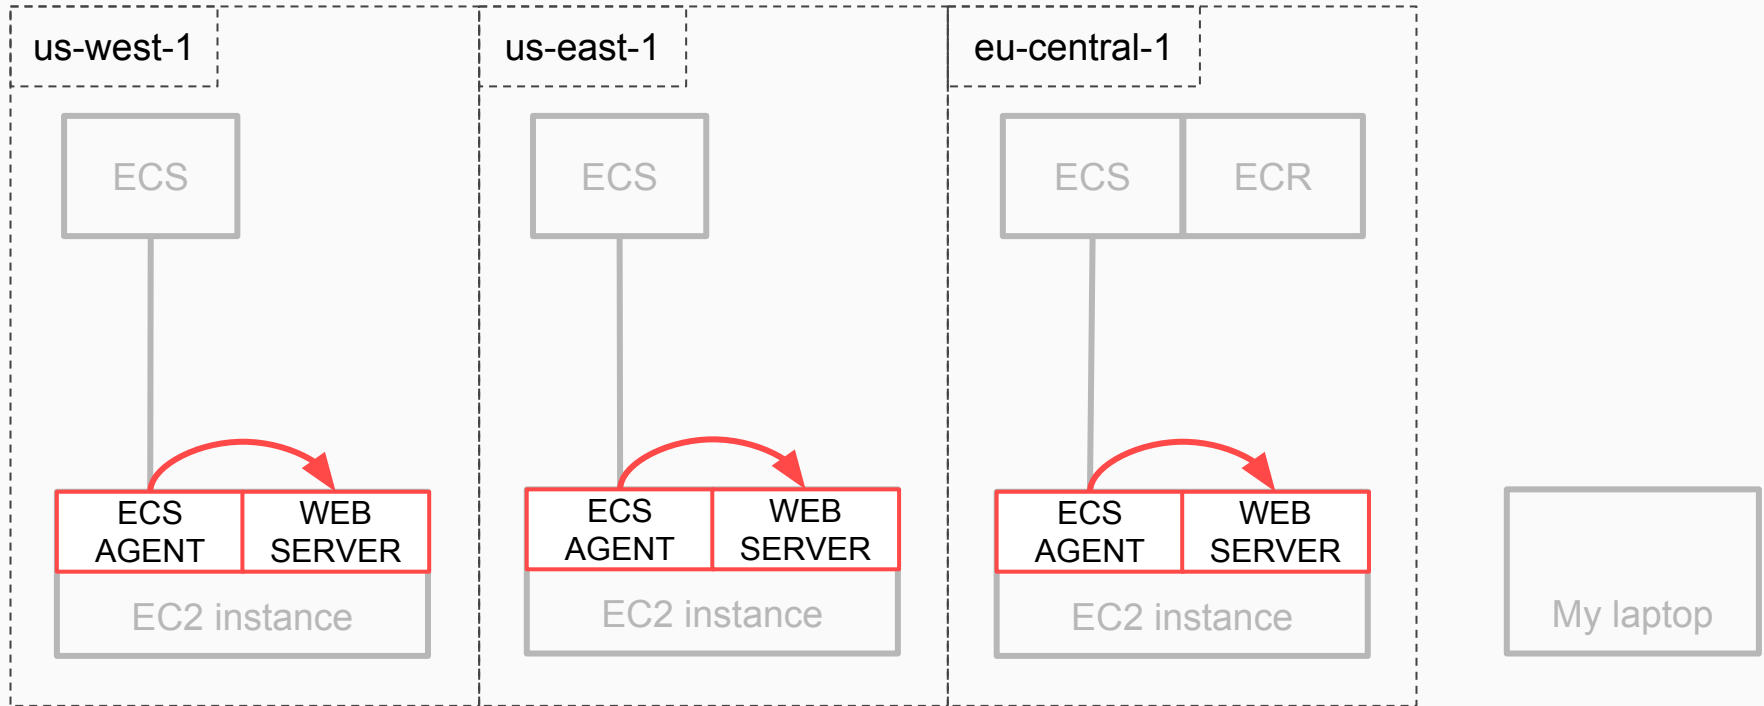 us-west-1
us-east-1
eu-central-1
ECS
ECS
ECS
ECR
ECS
AGENT
WEB
SERVER
EC2 instance
ECS
AGENT
WEB
SERVER
EC2 instance
ECS
AGENT
WEB
SERVER
EC2 instance
My laptop